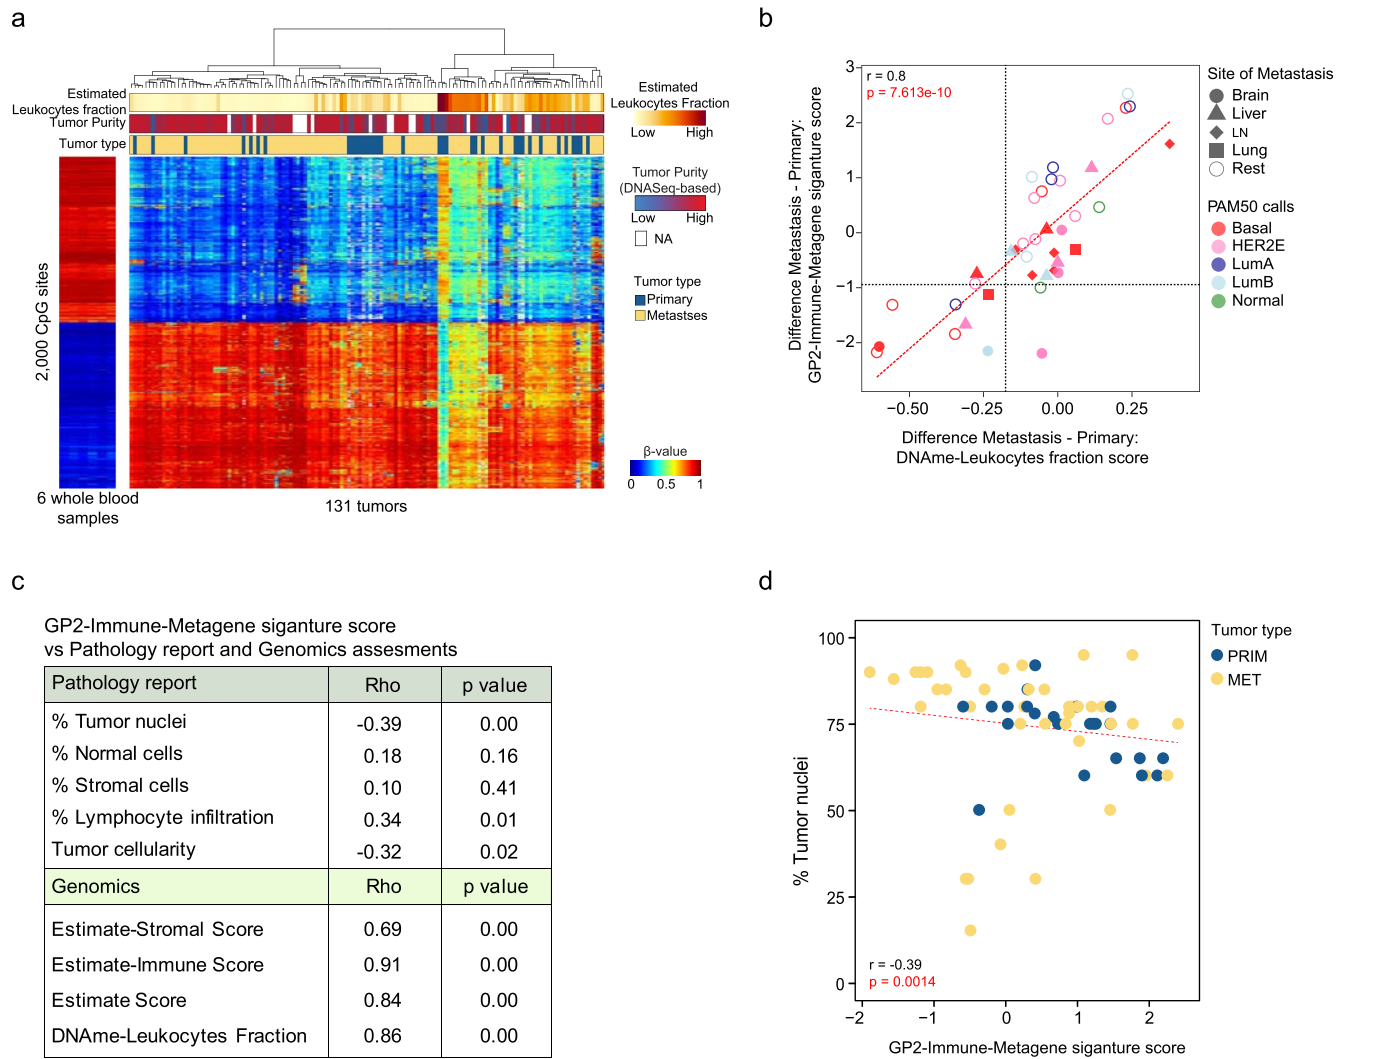 a
Estimated
Leukocytes fraction
Tumor Purity
Tumor type
2,000 CpG sites
6 whole blood
samples
131 tumors
Estimated
Leukocytes Fraction
Low High
Tumor Purity
(DNASeq-based)
Low High
NA
Tumor type
Primary
Metastses
β-value
0 0.5 1
b
r = 0.8
p = 7.613e-10
Difference Metastasis - Primary:
GP2-Immune-Metagene siganture score
3
2
1
0
−1
−2
−0.50 −0.25 0.00 0.25
Difference Metastasis - Primary:
DNAme-Leukocytes fraction score
Site of Metastasis
Brain
Liver
LN
Lung
Rest
PAM50 calls
Basal
HER2E
LumA
LumB
Normal
c
GP2-Immune-Metagene siganture score
vs Pathology report and Genomics assesments
Pathology report Rho p value
% Tumor nuclei -0.39 0.00
% Normal cells 0.18 0.16
% Stromal cells 0.10 0.41
% Lymphocyte infiltration 0.34 0.01
Tumor cellularity -0.32 0.02
Genomics Rho p value
Estimate-Stromal Score 0.69 0.00
Estimate-Immune Score 0.91 0.00
Estimate Score 0.84 0.00
DNAme-Leukocytes Fraction 0.86 0.00
d
% Tumor nuclei
100
75
50
25
0
r = -0.39
p = 0.0014
−2 −1 0 1 2
GP2-Immune-Metagene siganture score
Tumor type
PRIM
MET